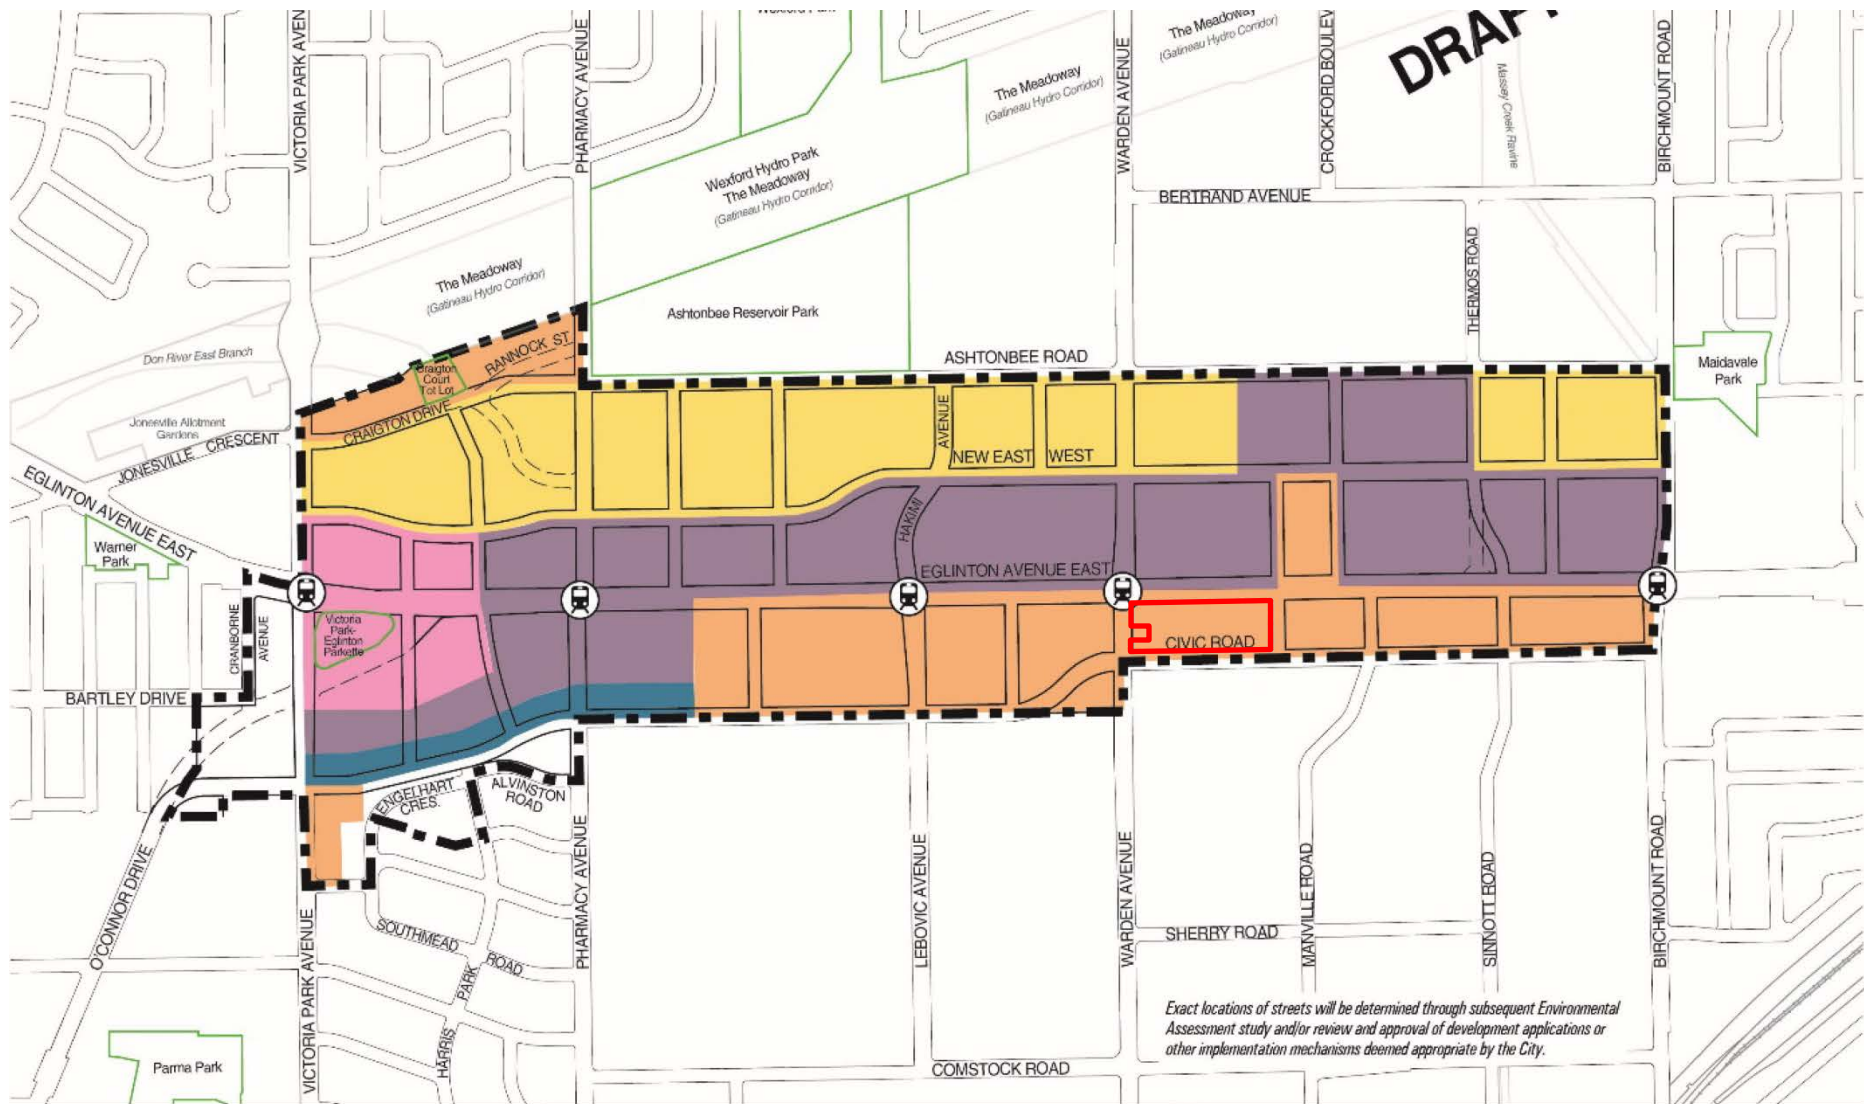 VICTORIA PARK AVEN
PHARMACY AVENUE
Wexford Park
The Meadoway
(Gatineau Hydro Corridor)
The Meadoway
(Gatineau Hydro Corridor)
WARDEN AVENUE
CROCKFORD BOULEV
DRAFT
Massey Creek Ravine
BIRCHMOUNT ROAD
Wexford Hydro Park
The Meadoway
(Gatineau Hydro Corridor)
BERTRAND AVENUE
THERMOS ROAD
The Meadoway
(Gatineau Hydro Corridor)
Ashtonbee Reservoir Park
Don River East Branch
RANNOCK ST
ASHTONBEE ROAD
Maidavale
Park
Craigton
Court
Tot Lot
Jonesville Allotment
Gardens
CRAIGTON DRIVE
JONESVILLE CRESCENT
AVENUE
NEW EAST WEST
EGLINTON AVENUE EAST
HAKIMI
Warner
Park
EGLINTON AVENUE EAST
CRANBORNE
AVENUE
Victoria
Park-
Eglinton
Parkette
CIVIC ROAD
BARTLEY DRIVE
ENGELHART
CRES.
ALVINSTON
ROAD
O'CONNOR DRIVE
VICTORIA PARK AVENUE
PHARMACY AVENUE
LEBOVIC AVENUE
WARDEN AVENUE
MANVILLE ROAD
SINNOTT ROAD
BIRCHMOUNT ROAD
SOUTHMEAD
ROAD
SHERRY ROAD
HARRIS PARK
Exact locations of streets will be determined through subsequent Environmental
Assessment study and/or review and approval of development applications or
other implementation mechanisms deemed appropriate by the City.
Parma Park
COMSTOCK ROAD